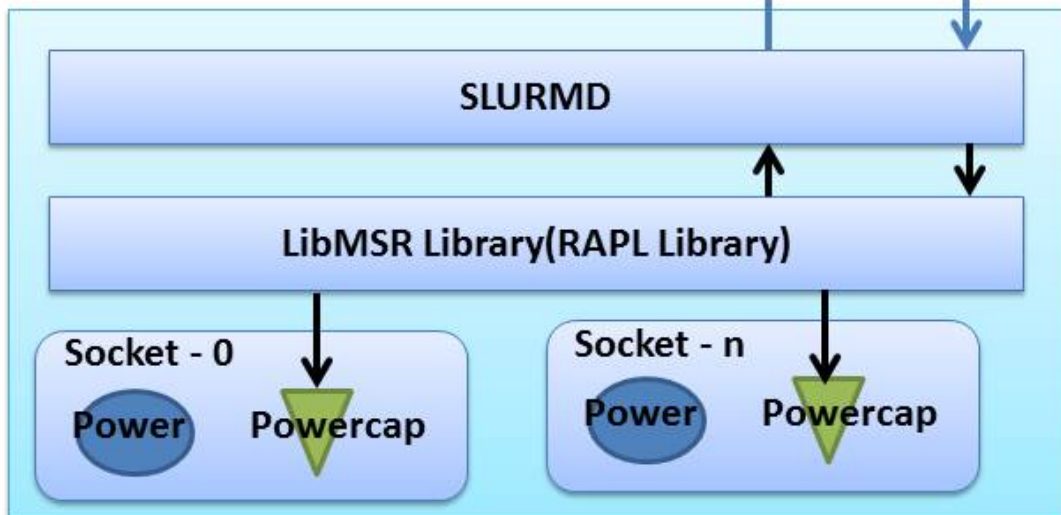 SLURMD
LibMSR Library(RAPL Library)
Socket - 0
Power
Powercap
Socket - n
Power
Powercap